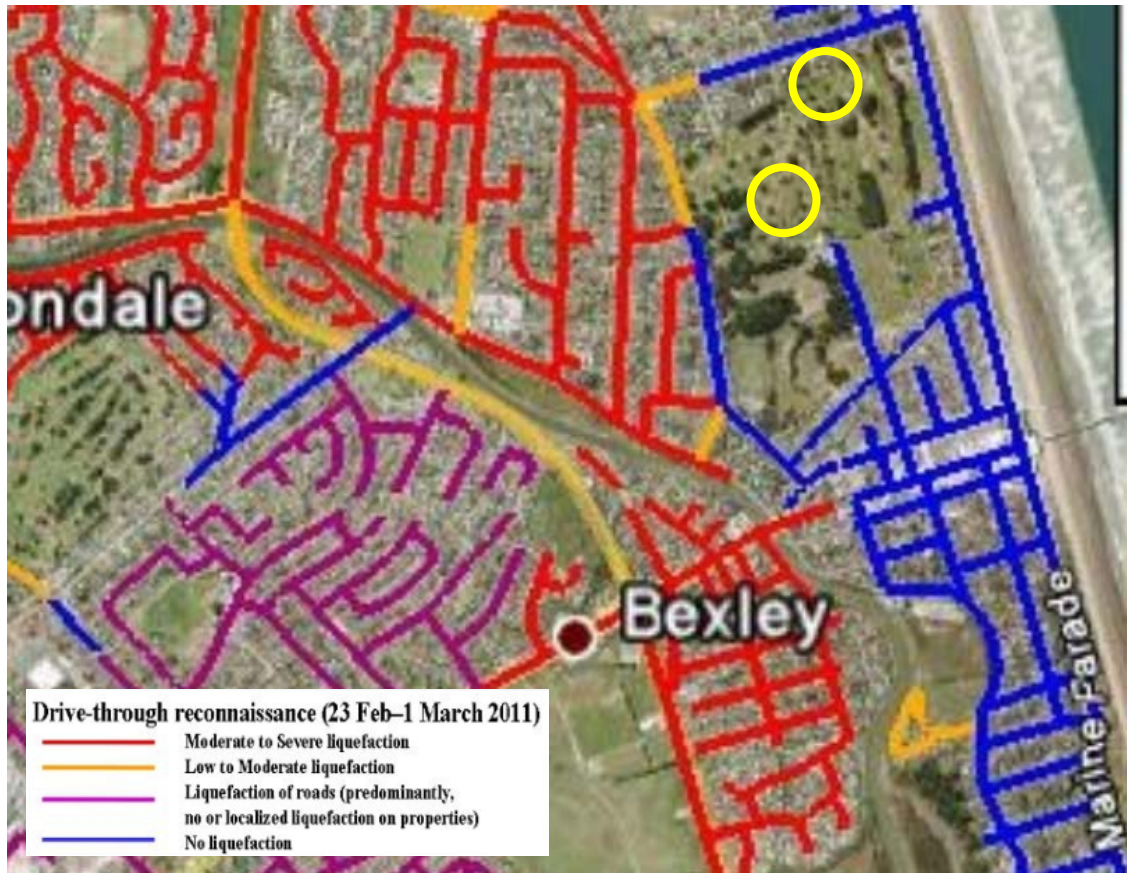 ondale
Bexley
Marine Parade
Drive-through reconnaissance (23 Feb–1 March 2011)
Moderate to Severe liquefaction
Low to Moderate liquefaction
Liquefaction of roads (predominantly,
no or localized liquefaction on properties)
No liquefaction